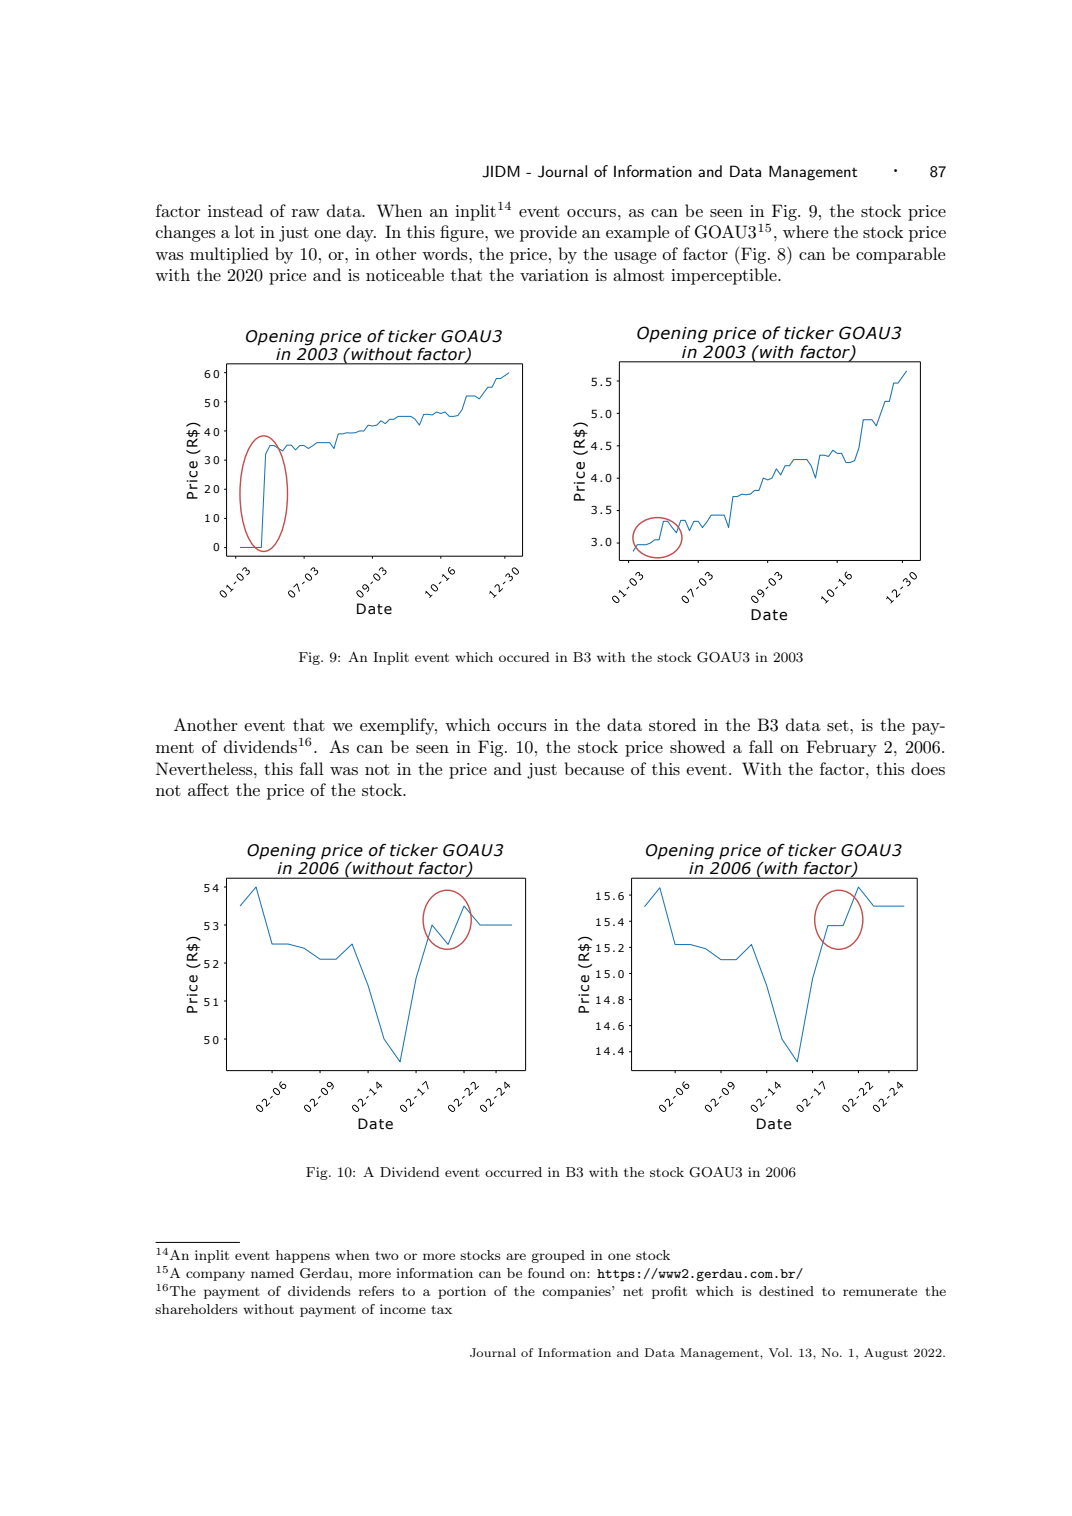 JIDM - Journal of Information and Data Management · 87
factor instead of raw data. When an inplit14 event occurs, as can be seen in Fig. 9, the stock price
changes a lot in just one day. In this figure, we provide an example of GOAU315, where the stock price
was multiplied by 10, or, in other words, the price, by the usage of factor (Fig. 8) can be comparable
with the 2020 price and is noticeable that the variation is almost imperceptible.
Opening price of ticker GOAU3
in 2003 (without factor)
60
50
40
30
20
10
0
Price (R$)
01-03
07-03
09-03
10-16
12-30
Date
Opening price of ticker GOAU3
in 2003 (with factor)
5.5
5.0
4.5
4.0
3.5
3.0
Price (R$)
01-03
07-03
09-03
10-16
12-30
Date
Fig. 9: An Inplit event which occured in B3 with the stock GOAU3 in 2003
Another event that we exemplify, which occurs in the data stored in the B3 data set, is the pay-
ment of dividends16. As can be seen in Fig. 10, the stock price showed a fall on February 2, 2006.
Nevertheless, this fall was not in the price and just because of this event. With the factor, this does
not affect the price of the stock.
Opening price of ticker GOAU3
in 2006 (without factor)
54
53
52
51
50
Price (R$)
02-06
02-09
02-14
02-17
02-22
02-24
Date
Opening price of ticker GOAU3
in 2006 (with factor)
15.6
15.4
15.2
15.0
14.8
14.6
14.4
Price (R$)
02-06
02-09
02-14
02-17
02-22
02-24
Date
Fig. 10: A Dividend event occurred in B3 with the stock GOAU3 in 2006
14An inplit event happens when two or more stocks are grouped in one stock
15A company named Gerdau, more information can be found on: https://www2.gerdau.com.br/
16The payment of dividends refers to a portion of the companies' net profit which is destined to remunerate the
shareholders without payment of income tax
Journal of Information and Data Management, Vol. 13, No. 1, August 2022.